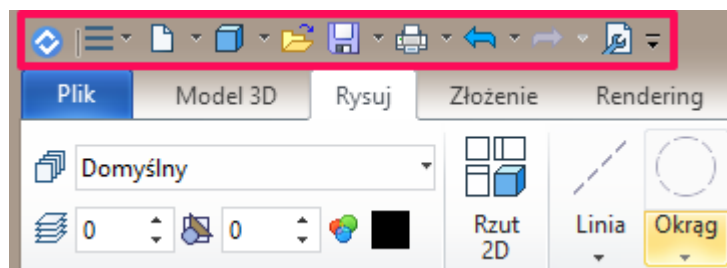 Plik Model 3D Rysuj Złożenie Rendering
Domyślny
0 0 Rzut Linia Okrąg
2D